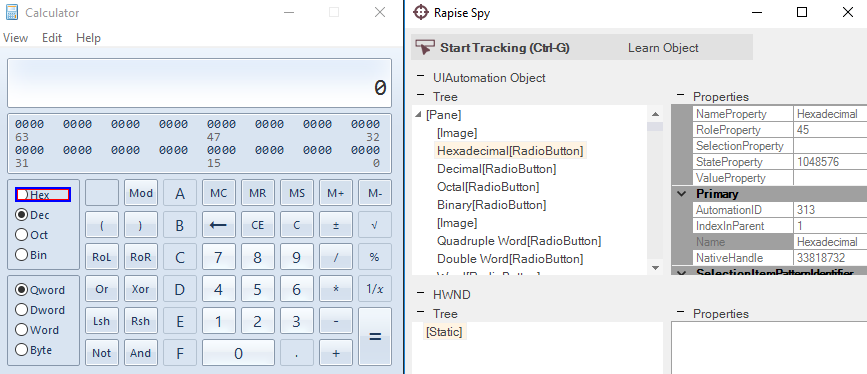 Calculator
View Edit Help
0
0000 0000 0000 0000 0000 0000 0000 0000
63 47 32
0000 0000 0000 0000 0000 0000 0000 0000
31 15 0
Hex Mod A MC MR MS M+ M-
Dec ( ) B ← CE C ± √
Oct
Bin RoL RoR C 7 8 9 / %
Qword Or Xor D 4 5 6 * 1/x
Dword
Word Lsh Rsh E 1 2 3 - =
Byte Not And F 0 . +
Rapise Spy
Start Tracking (Ctrl-G) Learn Object
UIAutomation Object
Tree
[Pane]
[Image]
Hexadecimal[RadioButton]
Decimal[RadioButton]
Octal[RadioButton]
Binary[RadioButton]
[Image]
Quadruple Word[RadioButton]
Double Word[RadioButton]
Word[RadioButton]
Properties
NameProperty Hexadecimal
RoleProperty 45
SelectionProperty
StateProperty 1048576
ValueProperty
Primary
AutomationID 313
IndexInParent 1
Name Hexadecimal
NativeHandle 33818732
SelectionItemPatternIdentifier
HWND
Tree
[Static]
Properties